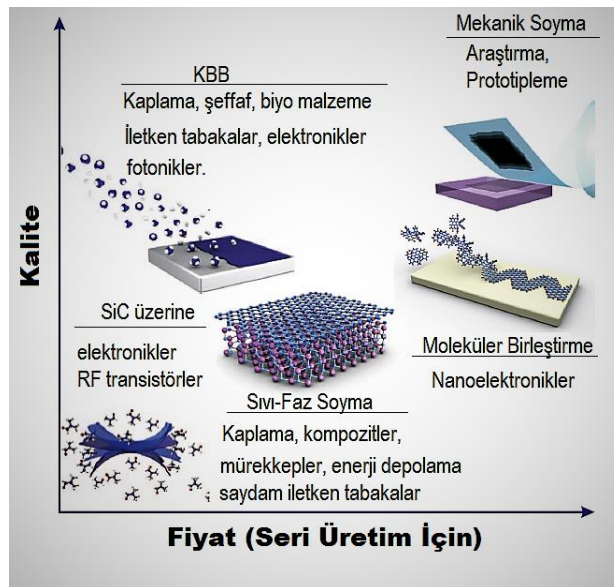 Mekanik Soyma
Araştırma,
Prototipleme
KBB
Kaplama, şeffaf, biyo malzeme
İletken tabakalar, elektronikler
fotonikler.
SiC üzerine
elektronikler
RF transistörler
Moleküler Birleştirme
Nanoelektronikler
Sıvı-Faz Soyma
Kaplama, kompozitler,
mürekkepler, enerji depolama
saydam iletken tabakalar
Kalite
Fiyat (Seri Üretim İçin)